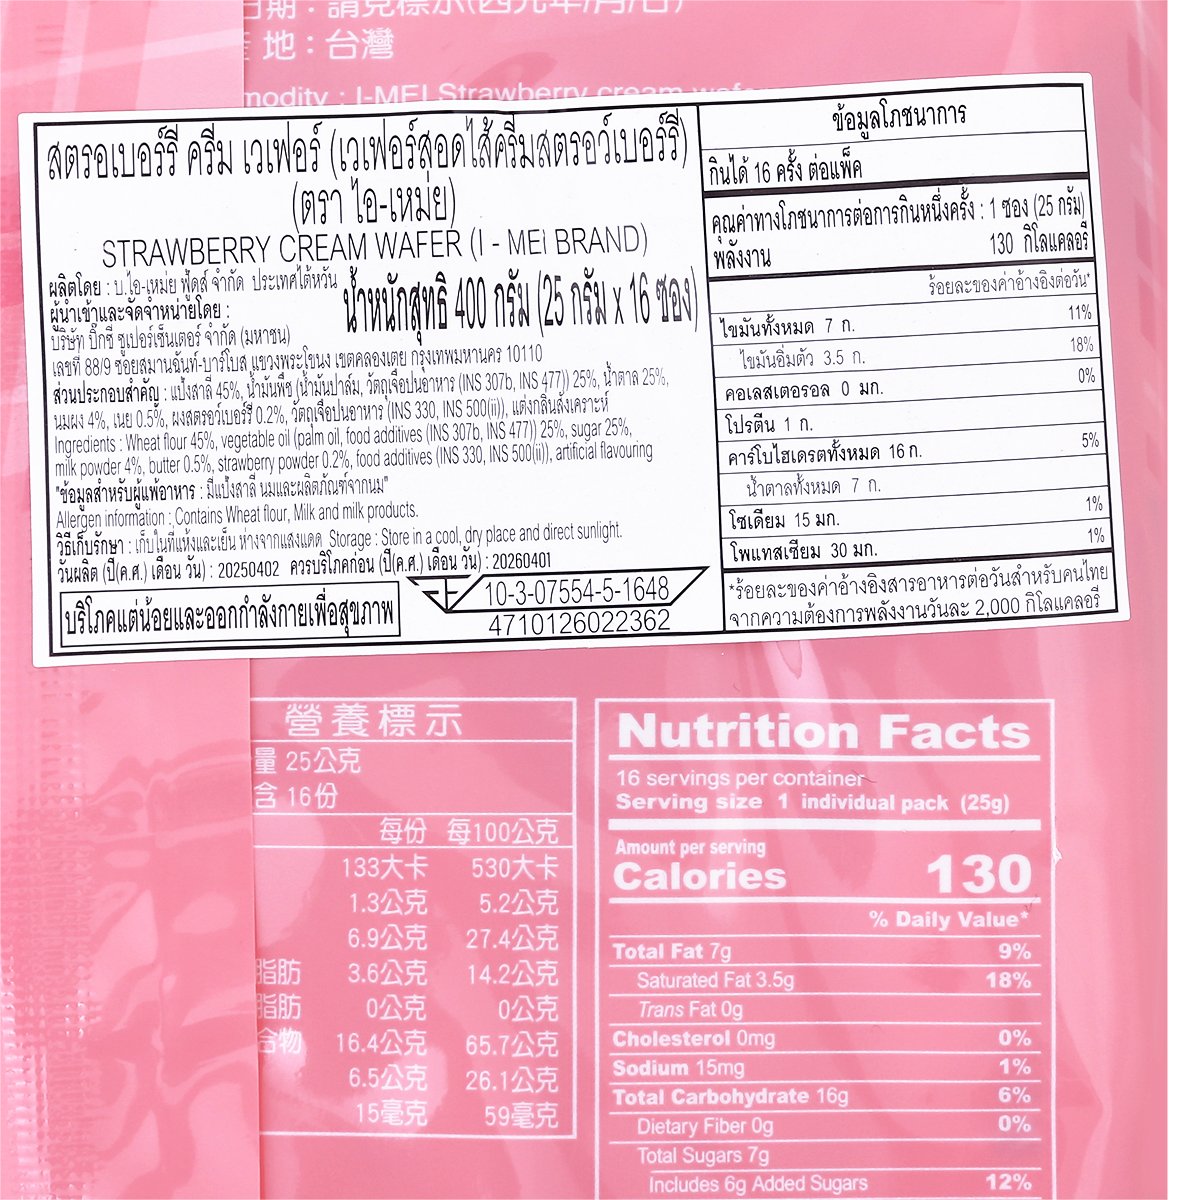 地：台灣
สตรอเบอร์รี่ ครีม เวเฟอร์ (เวเฟอร์สอดไส้ครีมสตรอว์เบอร์รี่)
(ตรา ไอ-เหม่ย)
STRAWBERRY CREAM WAFER (I - MEI BRAND)
ผลิตโดย : บ.ไอ-เหม่ย ฟู้ดส์ จำกัด ประเทศไต้หวัน
ผู้นำเข้าและจัดจำหน่ายโดย :
น้ำหนักสุทธิ 400 กรัม (25 กรัม x 16 ซอง)
บริษัท บิ๊กซี ซูเปอร์เซ็นเตอร์ จำกัด (มหาชน)
เลขที่ 88/9 ซอยสมานฉันท์-บาร์โบส แขวงพระโขนง เขตคลองเตย กรุงเทพมหานคร 10110
ส่วนประกอบสำคัญ : แป้งสาลี 45%, น้ำมันพืช (น้ำมันปาล์ม, วัตถุเจือปนอาหาร (INS 307b, INS 477)) 25%, น้ำตาล 25%,
นมผง 4%, เนย 0.5%, ผงสตรอว์เบอร์รี่ 0.2%, วัตถุเจือปนอาหาร (INS 330, INS 500(ii)), แต่งกลิ่นสังเคราะห์
Ingredients : Wheat flour 45%, vegetable oil (palm oil, food additives (INS 307b, INS 477)) 25%, sugar 25%,
milk powder 4%, butter 0.5%, strawberry powder 0.2%, food additives (INS 330, INS 500(ii)), artificial flavouring
"ข้อมูลสำหรับผู้แพ้อาหาร : มีแป้งสาลี นมและผลิตภัณฑ์จากนม"
Allergen information : Contains Wheat flour, Milk and milk products.
วิธีเก็บรักษา : เก็บในที่แห้งและเย็น ห่างจากแสงแดด Storage : Store in a cool, dry place and direct sunlight.
วันผลิต (ปี(ค.ศ.) เดือน วัน) : 20250402 ควรบริโภคก่อน (ปี(ค.ศ.) เดือน วัน) : 20260401
บริโภคแต่น้อยและออกกำลังกายเพื่อสุขภาพ
10-3-07554-5-1648
4710126022362
ข้อมูลโภชนาการ
กินได้ 16 ครั้ง ต่อแพ็ค
คุณค่าทางโภชนาการต่อการกินหนึ่งครั้ง : 1 ซอง (25 กรัม)
พลังงาน 130 กิโลแคลอรี
ร้อยละของค่าอ้างอิงต่อวัน*
ไขมันทั้งหมด 7 ก. 11%
ไขมันอิ่มตัว 3.5 ก. 18%
คอเลสเตอรอล 0 มก. 0%
โปรตีน 1 ก.
คาร์โบไฮเดรตทั้งหมด 16 ก. 5%
น้ำตาลทั้งหมด 7 ก.
โซเดียม 15 มก. 1%
โพแทสเซียม 30 มก. 1%
*ร้อยละของค่าอ้างอิงสารอาหารต่อวันสำหรับคนไทย
จากความต้องการพลังงานวันละ 2,000 กิโลแคลอรี
營養標示
量 25公克
含 16份
每份 每100公克
133大卡 530大卡
1.3公克 5.2公克
6.9公克 27.4公克
脂肪 3.6公克 14.2公克
脂肪 0公克 0公克
合物 16.4公克 65.7公克
6.5公克 26.1公克
15毫克 59毫克
Nutrition Facts
16 servings per container
Serving size 1 individual pack (25g)
Amount per serving
Calories 130
% Daily Value*
Total Fat 7g 9%
Saturated Fat 3.5g 18%
Trans Fat 0g
Cholesterol 0mg 0%
Sodium 15mg 1%
Total Carbohydrate 16g 6%
Dietary Fiber 0g 0%
Total Sugars 7g
Includes 6g Added Sugars 12%